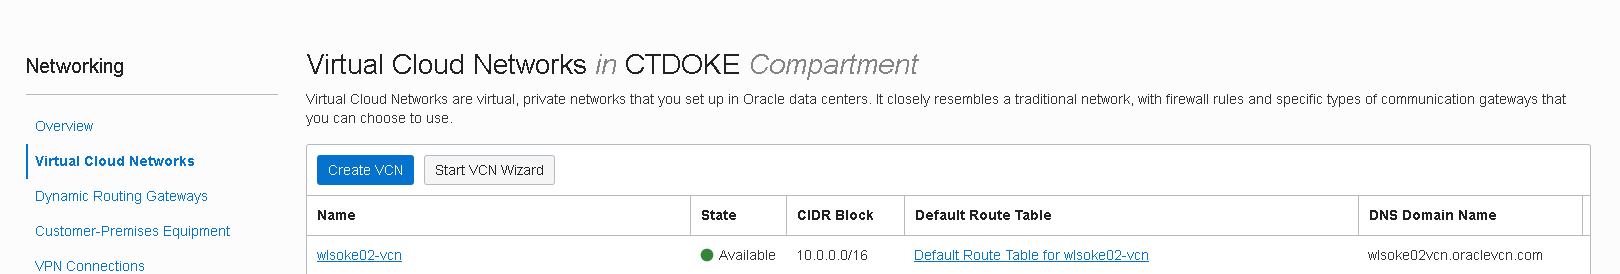 Networking
Overview
Virtual Cloud Networks
Dynamic Routing Gateways
Customer-Premises Equipment
VPN Connections
Virtual Cloud Networks in CTDOKE Compartment
Virtual Cloud Networks are virtual, private networks that you set up in Oracle data centers. It closely resembles a traditional network, with firewall rules and specific types of communication gateways that
you can choose to use.
Create VCN Start VCN Wizard
Name State CIDR Block Default Route Table DNS Domain Name
wlsoke02-vcn Available 10.0.0.0/16 Default Route Table for wlsoke02-vcn wlsoke02vcn.oraclevcn.com